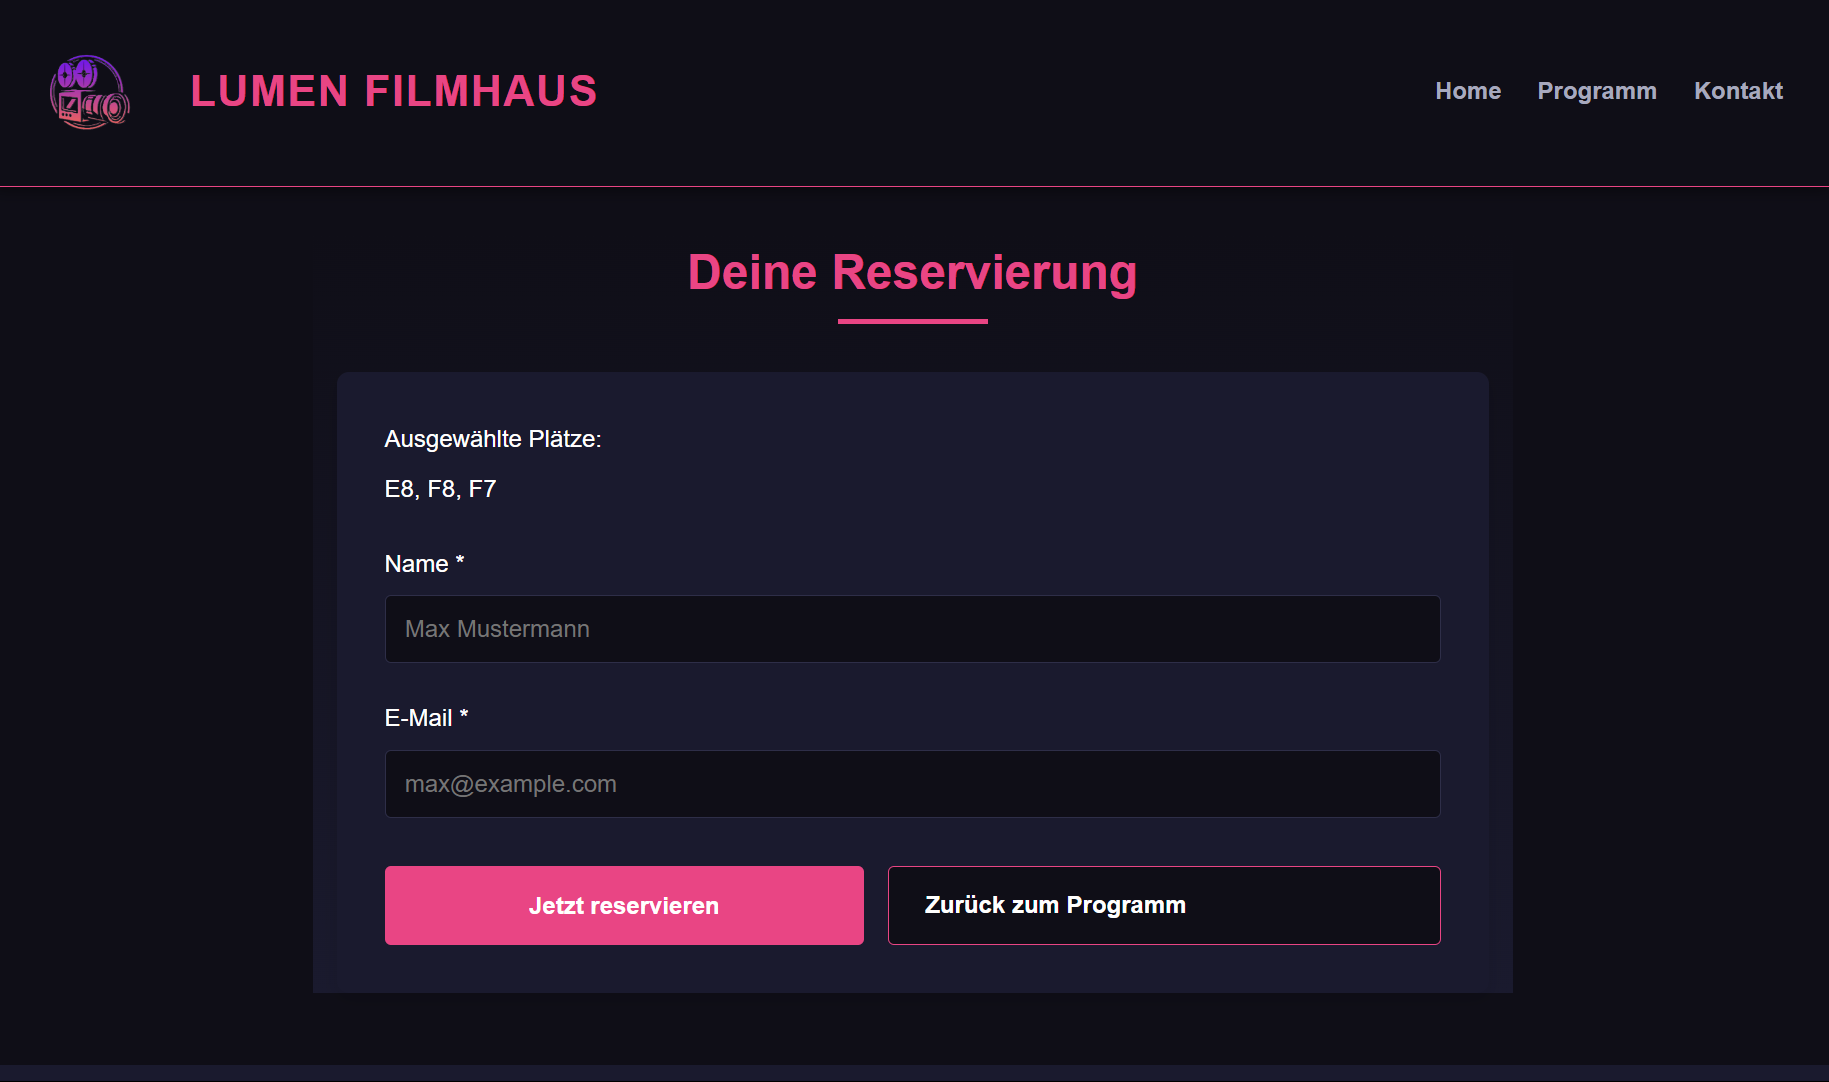 LUMEN FILMHAUS
Home Programm Kontakt
Deine Reservierung
Ausgewählte Plätze:
E8, F8, F7
Name *
Max Mustermann
E-Mail *
max@example.com
Jetzt reservieren
Zurück zum Programm